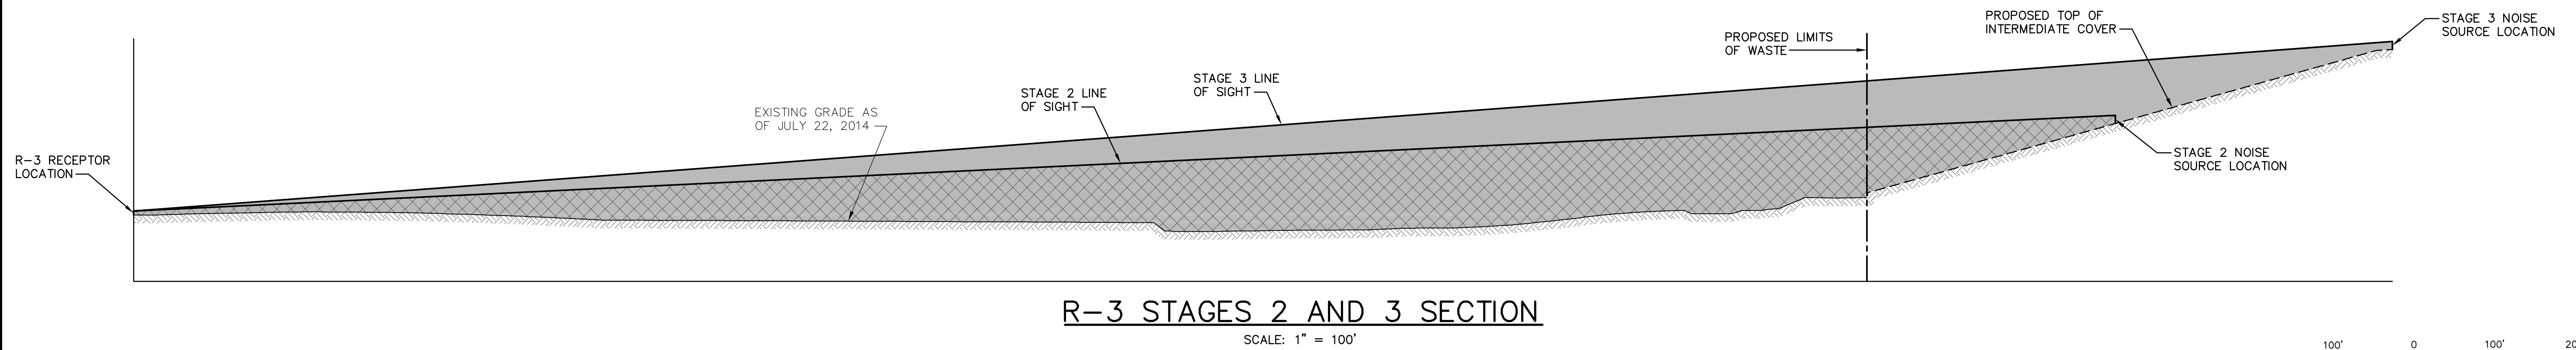 PROPOSED TOP OF
INTERMEDIATE COVER
STAGE 3 NOISE
SOURCE LOCATION
PROPOSED LIMITS
OF WASTE
STAGE 3 LINE
OF SIGHT
STAGE 2 LINE
OF SIGHT
EXISTING GRADE AS
OF JULY 22, 2014
R-3 RECEPTOR
LOCATION
STAGE 2 NOISE
SOURCE LOCATION
R-3 STAGES 2 AND 3 SECTION
SCALE: 1" = 100'
100' 0 100'